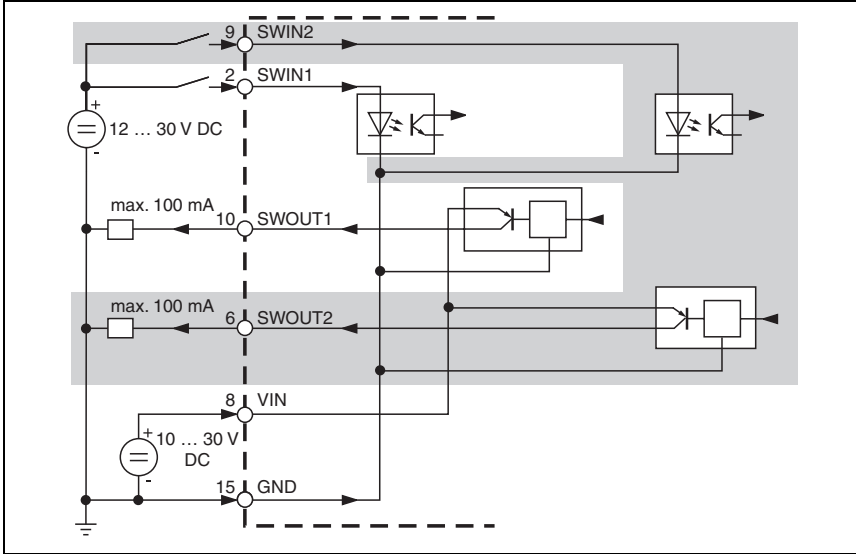 9 SWIN2
2 SWIN1
+
12 ... 30 V DC
-
max. 100 mA
10 SWOUT1
max. 100 mA
6 SWOUT2
8 VIN
+ 10 ... 30 V
DC
-
15 GND